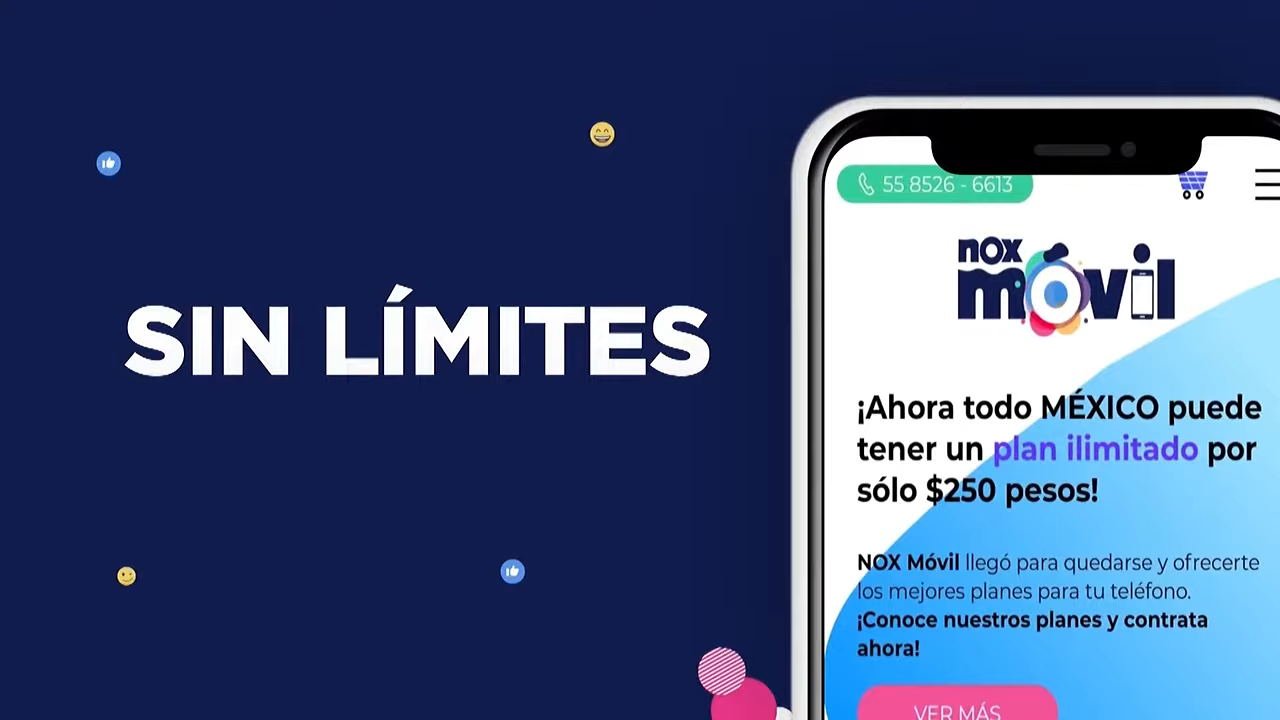 SIN LÍMITES
55 8526 - 6613
nox
móvil
¡Ahora todo MÉXICO puede
tener un plan ilimitado por
sólo $250 pesos!
NOX Móvil llegó para quedarse y ofrecerte
los mejores planes para tu teléfono.
¡Conoce nuestros planes y contrata
ahora!
VER MÁS